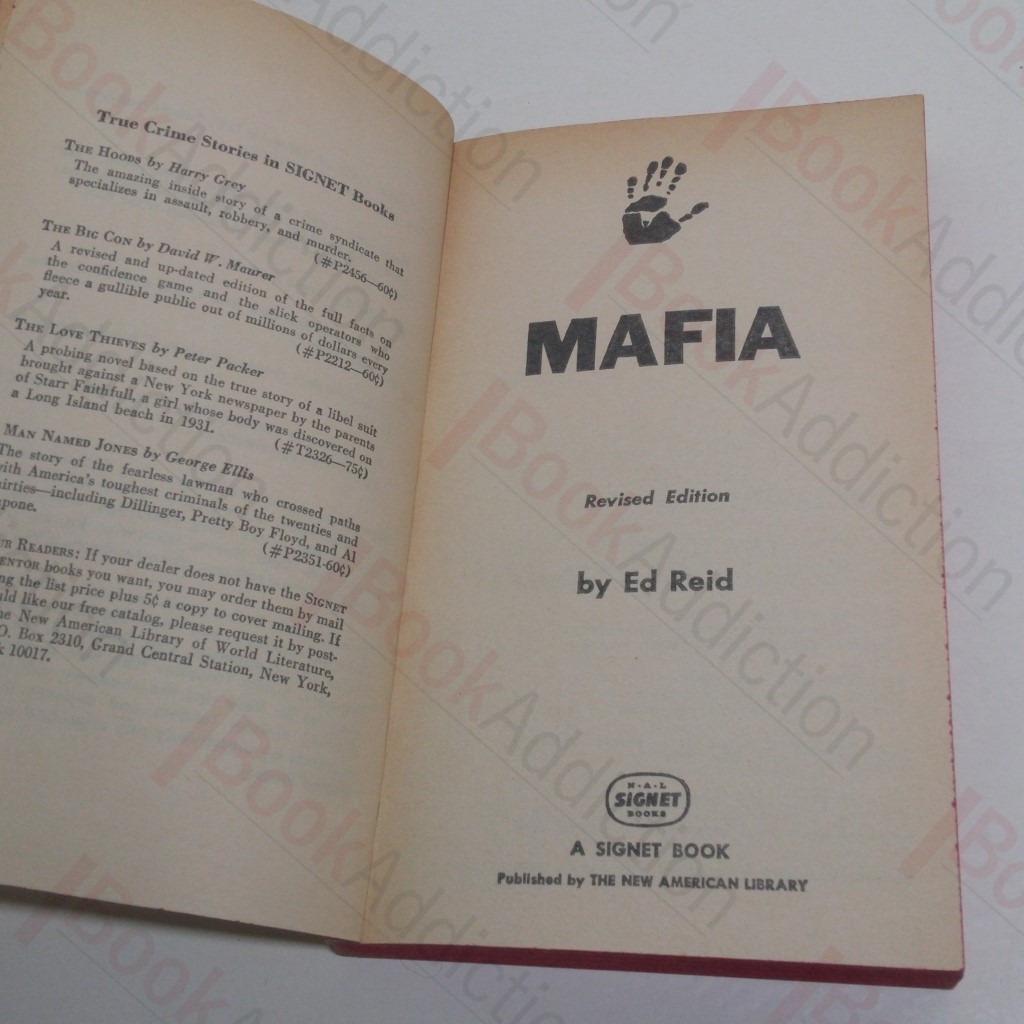 True Crime Stories in SIGNET Books
THE HOODS by Harry Grey
The amazing inside story of a crime syndicate that
specializes in assault, robbery, and murder.
(#P2456—60¢)
THE BIG CON by David W. Maurer
A revised and up-dated edition of the full facts on
the confidence game and the slick operators who
fleece a gullible public out of millions of dollars every
year.
(#P2212—60¢)
THE LOVE THIEVES by Peter Packer
A probing novel based on the true story of a libel suit
brought against a New York newspaper by the parents
of Starr Faithfull, a girl whose body was discovered on
a Long Island beach in 1931.
(#T2326—75¢)
MAN NAMED JONES by George Ellis
The story of the fearless lawman who crossed paths
with America's toughest criminals of the twenties and
thirties—including Dillinger, Pretty Boy Floyd, and Al
apone.
(#P2351-60¢)
UR READERS: If your dealer does not have the SIGNET
ENTOR books you want, you may order them by mail
ng the list price plus 5¢ a copy to cover mailing. If
uld like our free catalog, please request it by post-
he New American Library of World Literature,
O. Box 2310, Grand Central Station, New York,
k 10017.
MAFIA
Revised Edition
by Ed Reid
N·A·L
SIGNET
BOOKS
A SIGNET BOOK
Published by THE NEW AMERICAN LIBRARY
BookAddiction